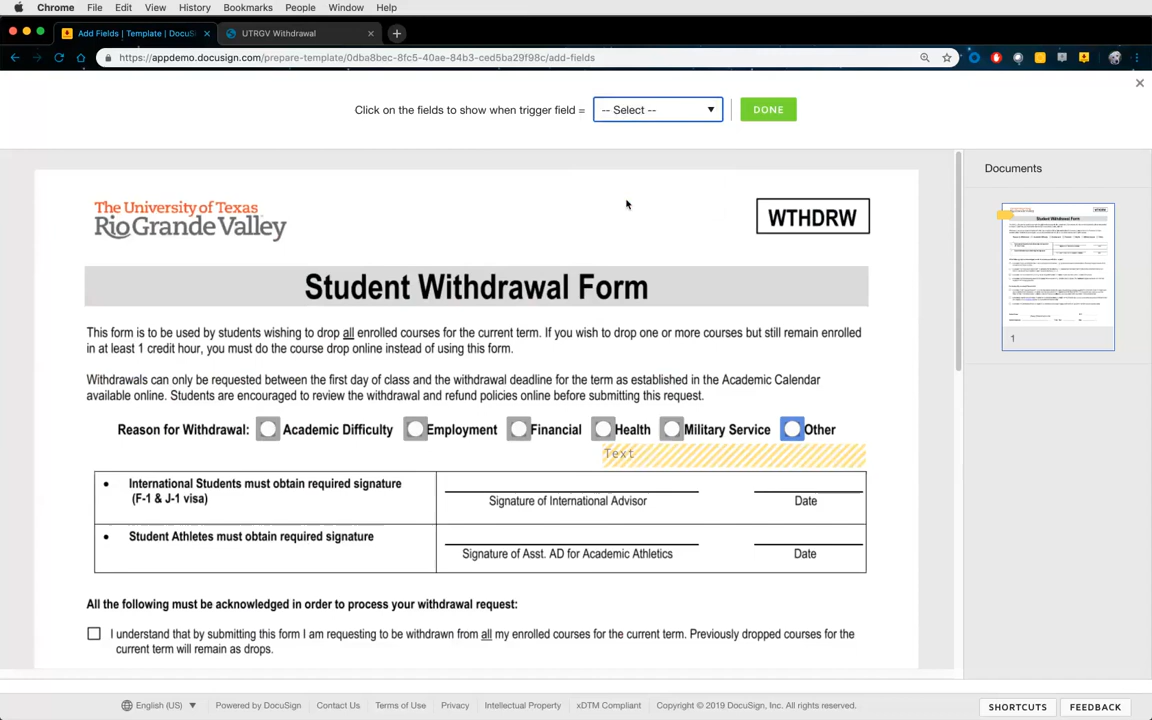 Chrome File Edit View History Bookmarks People Window Help
Add Fields | Template | DocuS UTRGV Withdrawal
https://appdemo.docusign.com/prepare-template/0dba8bec-8fc5-40ae-84b3-ced5ba29f98c/add-fields
Click on the fields to show when trigger field = -- Select -- DONE
Documents
The University of Texas
RioGrande Valley
WTHDRW
Student Withdrawal Form
This form is to be used by students wishing to drop all enrolled courses for the current term. If you wish to drop one or more courses but still remain enrolled
in at least 1 credit hour, you must do the course drop online instead of using this form.
Withdrawals can only be requested between the first day of class and the withdrawal deadline for the term as established in the Academic Calendar
available online. Students are encouraged to review the withdrawal and refund policies online before submitting this request.
Reason for Withdrawal: Academic Difficulty Employment Financial Health Military Service Other
Text
• International Students must obtain required signature
(F-1 & J-1 visa)
Signature of International Advisor Date
• Student Athletes must obtain required signature
Signature of Asst. AD for Academic Athletics Date
All the following must be acknowledged in order to process your withdrawal request:
I understand that by submitting this form I am requesting to be withdrawn from all my enrolled courses for the current term. Previously dropped courses for the
current term will remain as drops.
WTHDRW
Student Withdrawal Form
1
English (US) Powered by DocuSign Contact Us Terms of Use Privacy Intellectual Property xDTM Compliant Copyright © 2019 DocuSign, Inc. All rights reserved. SHORTCUTS FEEDBACK